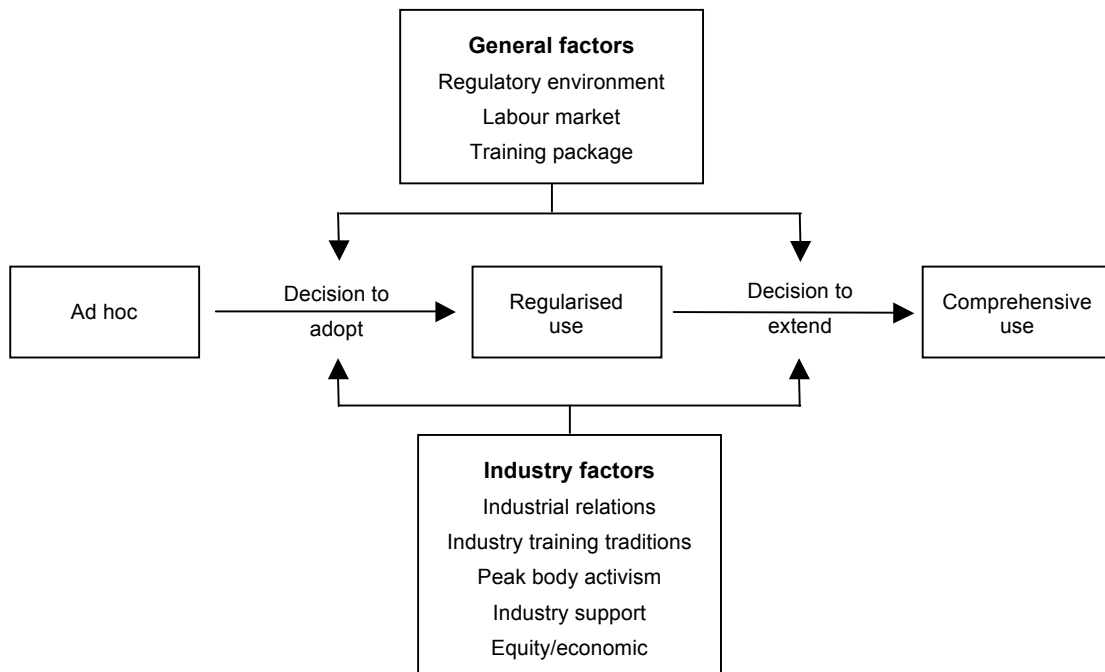 General factors
Regulatory environment
Labour market
Training package
Ad hoc
Decision to
adopt
Regularised
use
Decision to
extend
Comprehensive
use
Industry factors
Industrial relations
Industry training traditions
Peak body activism
Industry support
Equity/economic